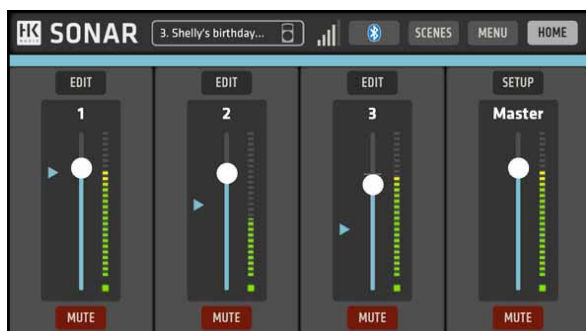 HK AUDIO SONAR 3. Shelly's birthday... SCENES MENU HOME
EDIT EDIT EDIT SETUP
1 2 3 Master
MUTE MUTE MUTE MUTE